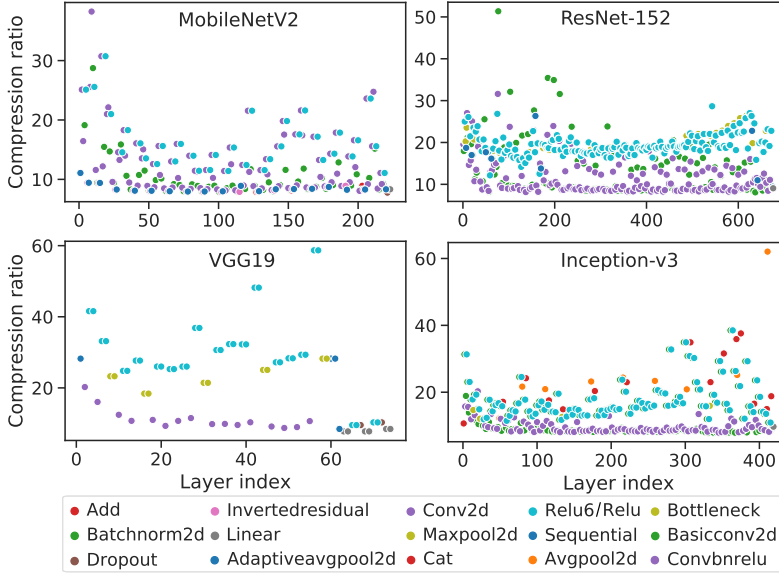 MobileNetV2
ResNet-152
Compression ratio
30
20
10
0 50 100 150 200
50
40
30
20
10
0 200 400 600
VGG19
Inception-v3
Compression ratio
60
40
20
0 20 40 60
Layer index
60
40
20
0 100 200 300 400
Layer index
Add Invertedresidual Conv2d Relu6/Relu Bottleneck
Batchnorm2d Linear Maxpool2d Sequential Basicconv2d
Dropout Adaptiveavgpool2d Cat Avgpool2d Convbnrelu